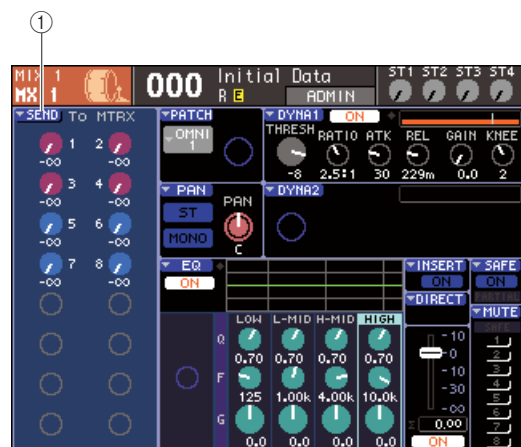 1
MIX 1
MX 1
000
Initial Data
R E ADMIN
ST1 ST2 ST3 ST4
SEND To MTRX
1 2
-∞ -∞
3 4
-∞ -∞
5 6
-∞ -∞
7 8
-∞ -∞
PATCH
OMNI
1
DYNA1 ON
THRESH RATIO ATK REL GAIN KNEE
-8 2.5:1 30 229m 0.0 2
PAN
ST
MONO
PAN
C
DYNA2
EQ
ON
LOW L-MID H-MID HIGH
Q
0.70 0.70 0.70 0.70
F
125 1.00k 4.00k 10.0k
G
0.0 0.0 0.0 0.0
INSERT
ON
DIRECT
10
0
-10
-30
-∞
Σ 0.00
ON
SAFE
ON
PARTIAL
MUTE
SAFE
1
2
3
4
5
6
7
8